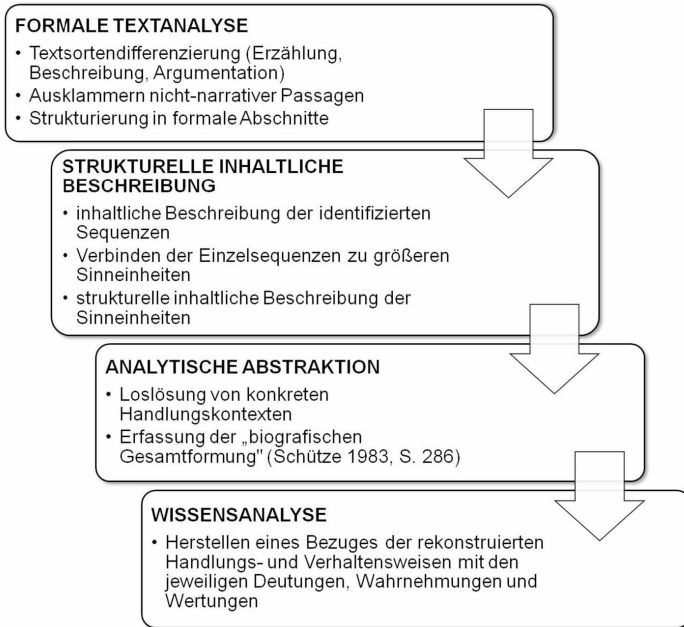 FORMALE TEXTANALYSE
• Textsortendifferenzierung (Erzählung,
Beschreibung, Argumentation)
• Ausklammern nicht-narrativer Passagen
• Strukturierung in formale Abschnitte
STRUKTURELLE INHALTLICHE
BESCHREIBUNG
• inhaltliche Beschreibung der identifizierten
Sequenzen
• Verbinden der Einzelsequenzen zu größeren
Sinneinheiten
• strukturelle inhaltliche Beschreibung der
Sinneinheiten
ANALYTISCHE ABSTRAKTION
• Loslösung von konkreten
Handlungskontexten
• Erfassung der „biografischen
Gesamtformung" (Schütze 1983, S. 286)
WISSENSANALYSE
• Herstellen eines Bezuges der rekonstruierten
Handlungs- und Verhaltensweisen mit den
jeweiligen Deutungen, Wahrnehmungen und
Wertungen